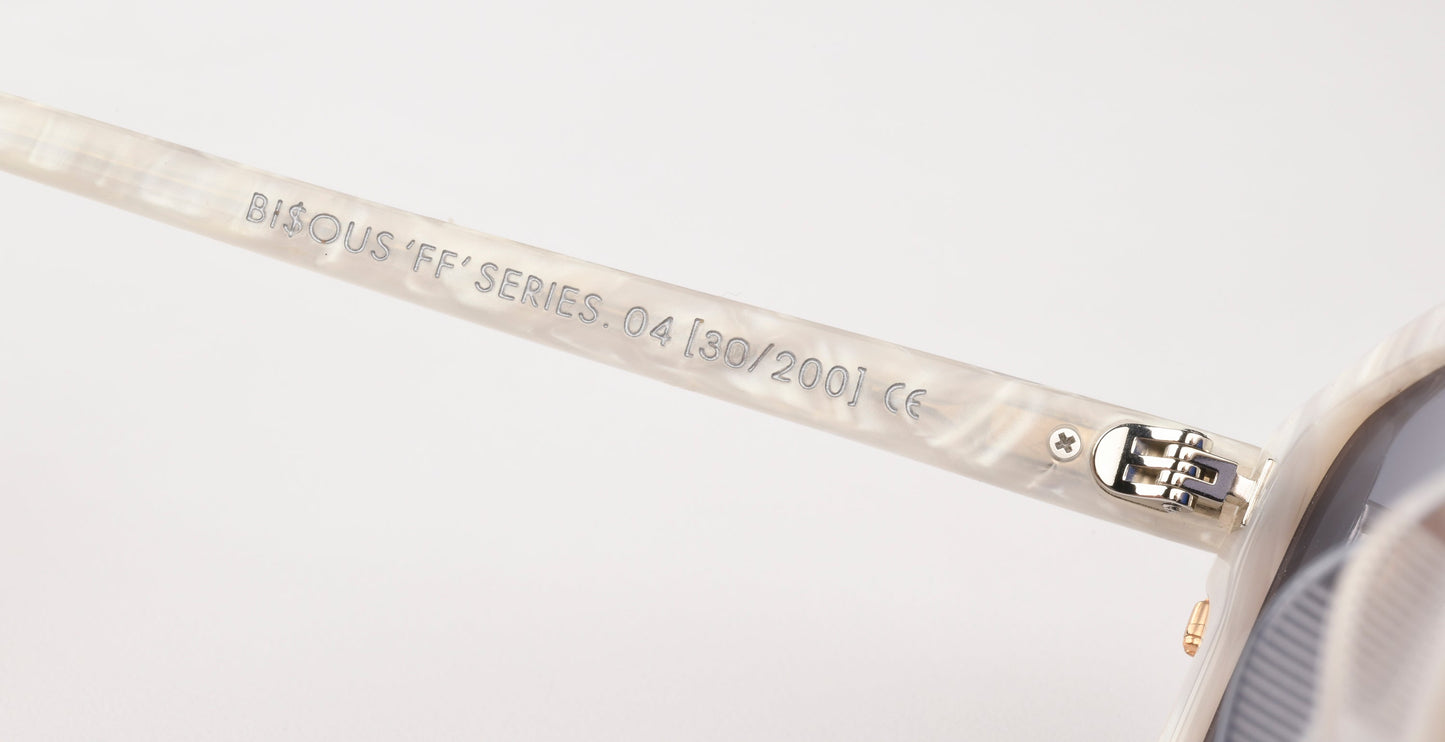 BI$OUS ‘FF’ SERIES. 04 [30/200] CE